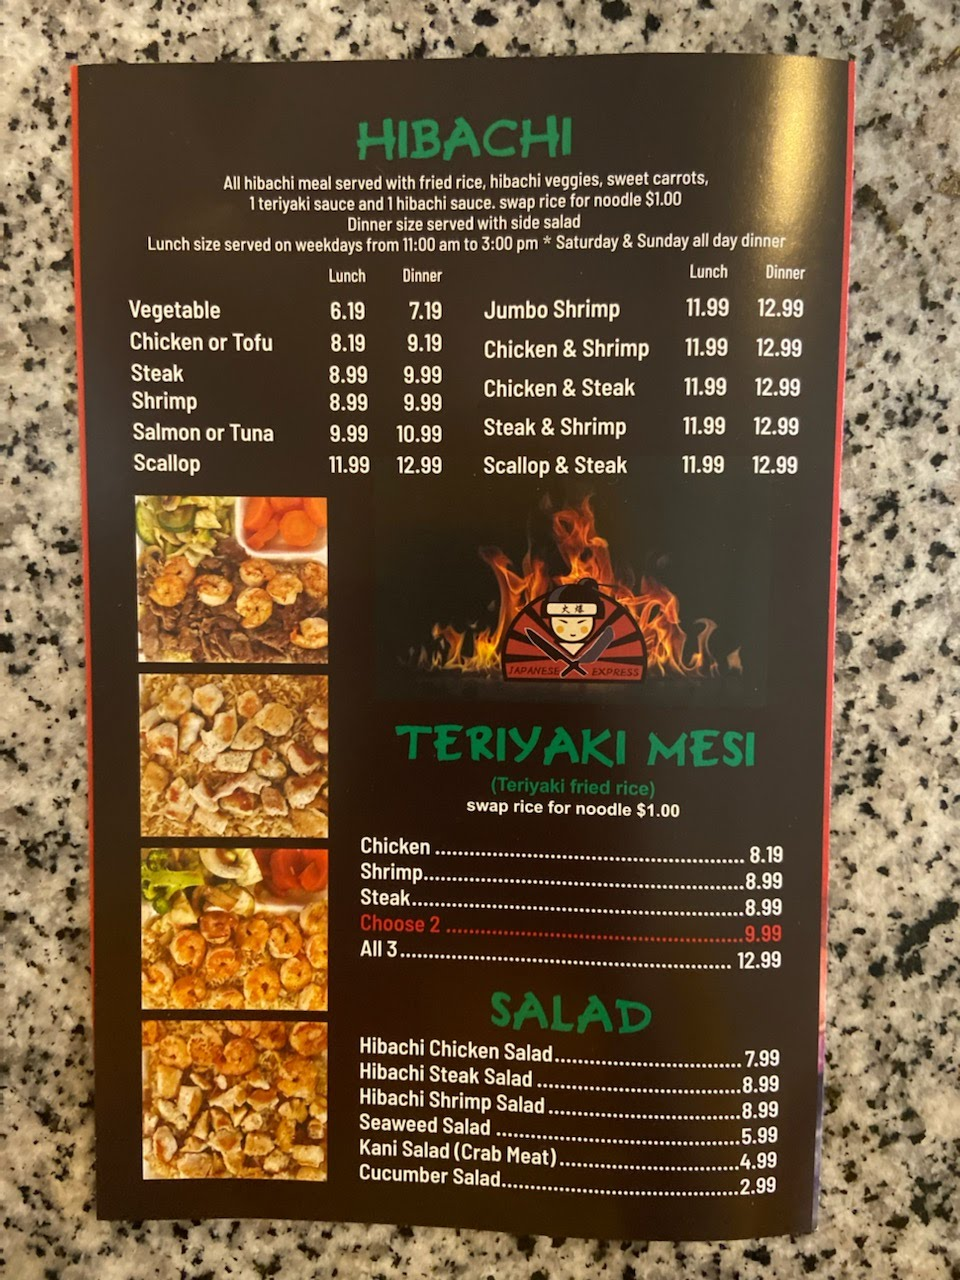 HIBACHI
All hibachi meal served with fried rice, hibachi veggies, sweet carrots,
1 teriyaki sauce and 1 hibachi sauce. swap rice for noodle $1.00
Dinner size served with side salad
Lunch size served on weekdays from 11:00 am to 3:00 pm * Saturday & Sunday all day dinner
Lunch Dinner
Vegetable 6.19 7.19
Chicken or Tofu 8.19 9.19
Steak 8.99 9.99
Shrimp 8.99 9.99
Salmon or Tuna 9.99 10.99
Scallop 11.99 12.99
Lunch Dinner
Jumbo Shrimp 11.99 12.99
Chicken & Shrimp 11.99 12.99
Chicken & Steak 11.99 12.99
Steak & Shrimp 11.99 12.99
Scallop & Steak 11.99 12.99
火爆
JAPANESE EXPRESS
TERIYAKI MESI
(Teriyaki fried rice)
swap rice for noodle $1.00
Chicken 8.19
Shrimp 8.99
Steak 8.99
Choose 2 9.99
All 3 12.99
SALAD
Hibachi Chicken Salad 7.99
Hibachi Steak Salad 8.99
Hibachi Shrimp Salad 8.99
Seaweed Salad 5.99
Kani Salad (Crab Meat) 4.99
Cucumber Salad 2.99